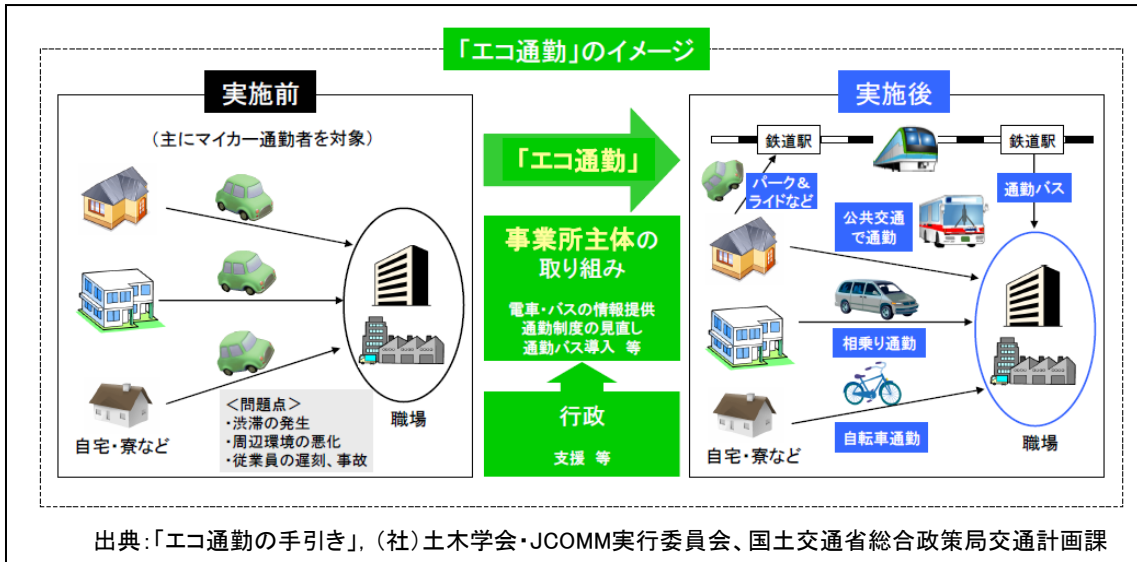 「エコ通勤」のイメージ
実施前
（主にマイカー通勤者を対象）
＜問題点＞
・渋滞の発生
・周辺環境の悪化
・従業員の遅刻、事故
自宅・寮など
職場
「エコ通勤」
事業所主体の
取り組み
電車・バスの情報提供
通勤制度の見直し
通勤バス導入 等
行政
支援 等
実施後
鉄道駅
鉄道駅
パーク＆
ライドなど
通勤バス
公共交通
で通勤
相乗り通勤
自転車通勤
自宅・寮など
職場
出典：「エコ通勤の手引き」，（社）土木学会・JCOMM実行委員会、国土交通省総合政策局交通計画課